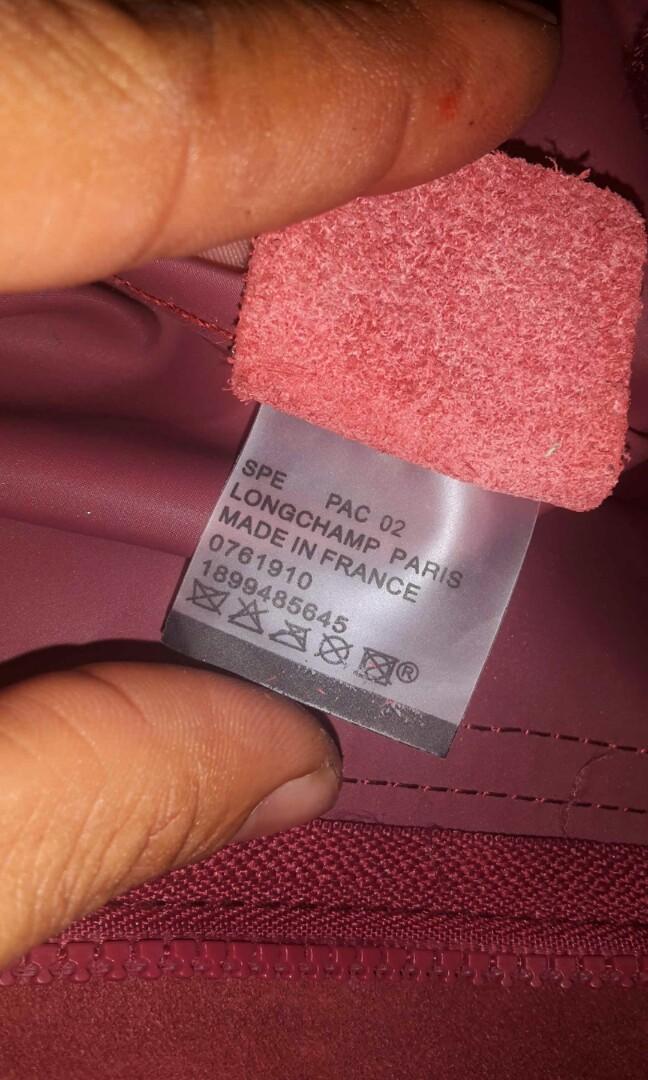 SPE PAC 02
LONGCHAMP PARIS
MADE IN FRANCE
0761910
1899485645
®